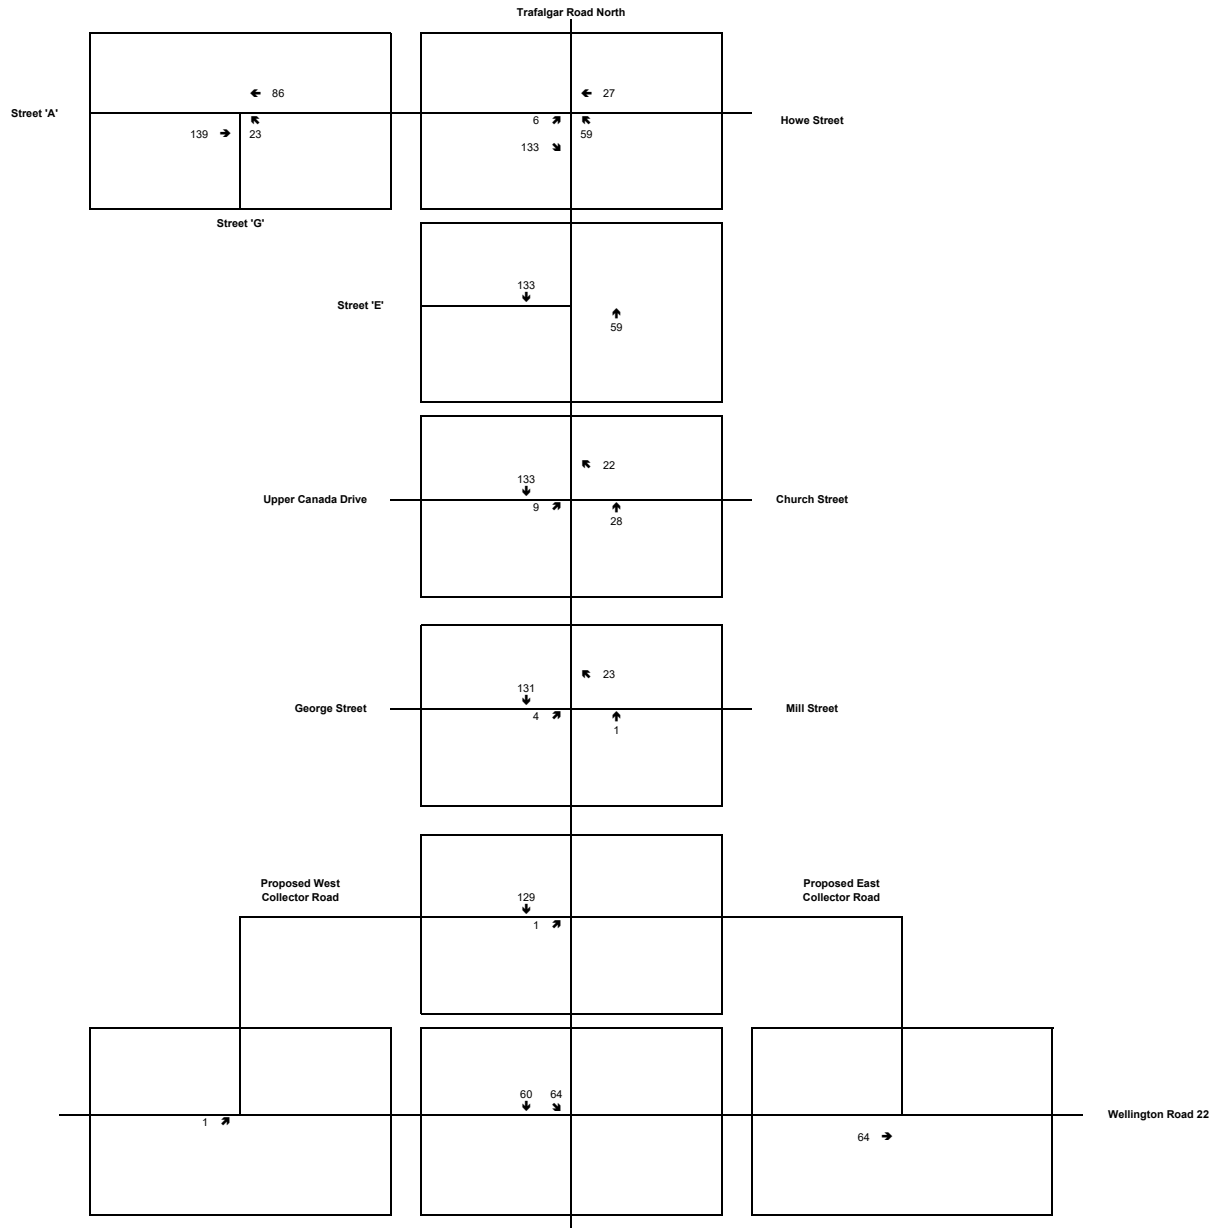 Trafalgar Road North
86
27
Street 'A'
6
Howe Street
139
23
59
133
Street 'G'
133
Street 'E'
59
22
133
Upper Canada Drive
Church Street
9
28
23
131
George Street
Mill Street
4
1
Proposed West
Collector Road
Proposed East
Collector Road
129
1
60
64
Wellington Road 22
1
64